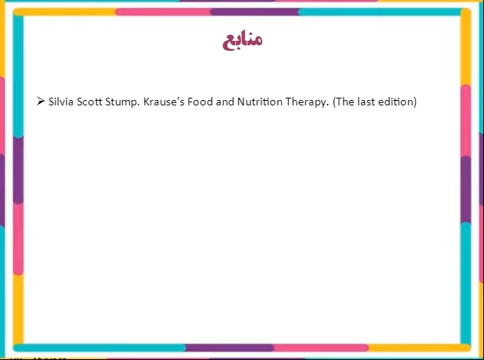 منابع
➢ Silvia Scott Stump. Krause's Food and Nutrition Therapy. (The last edition)